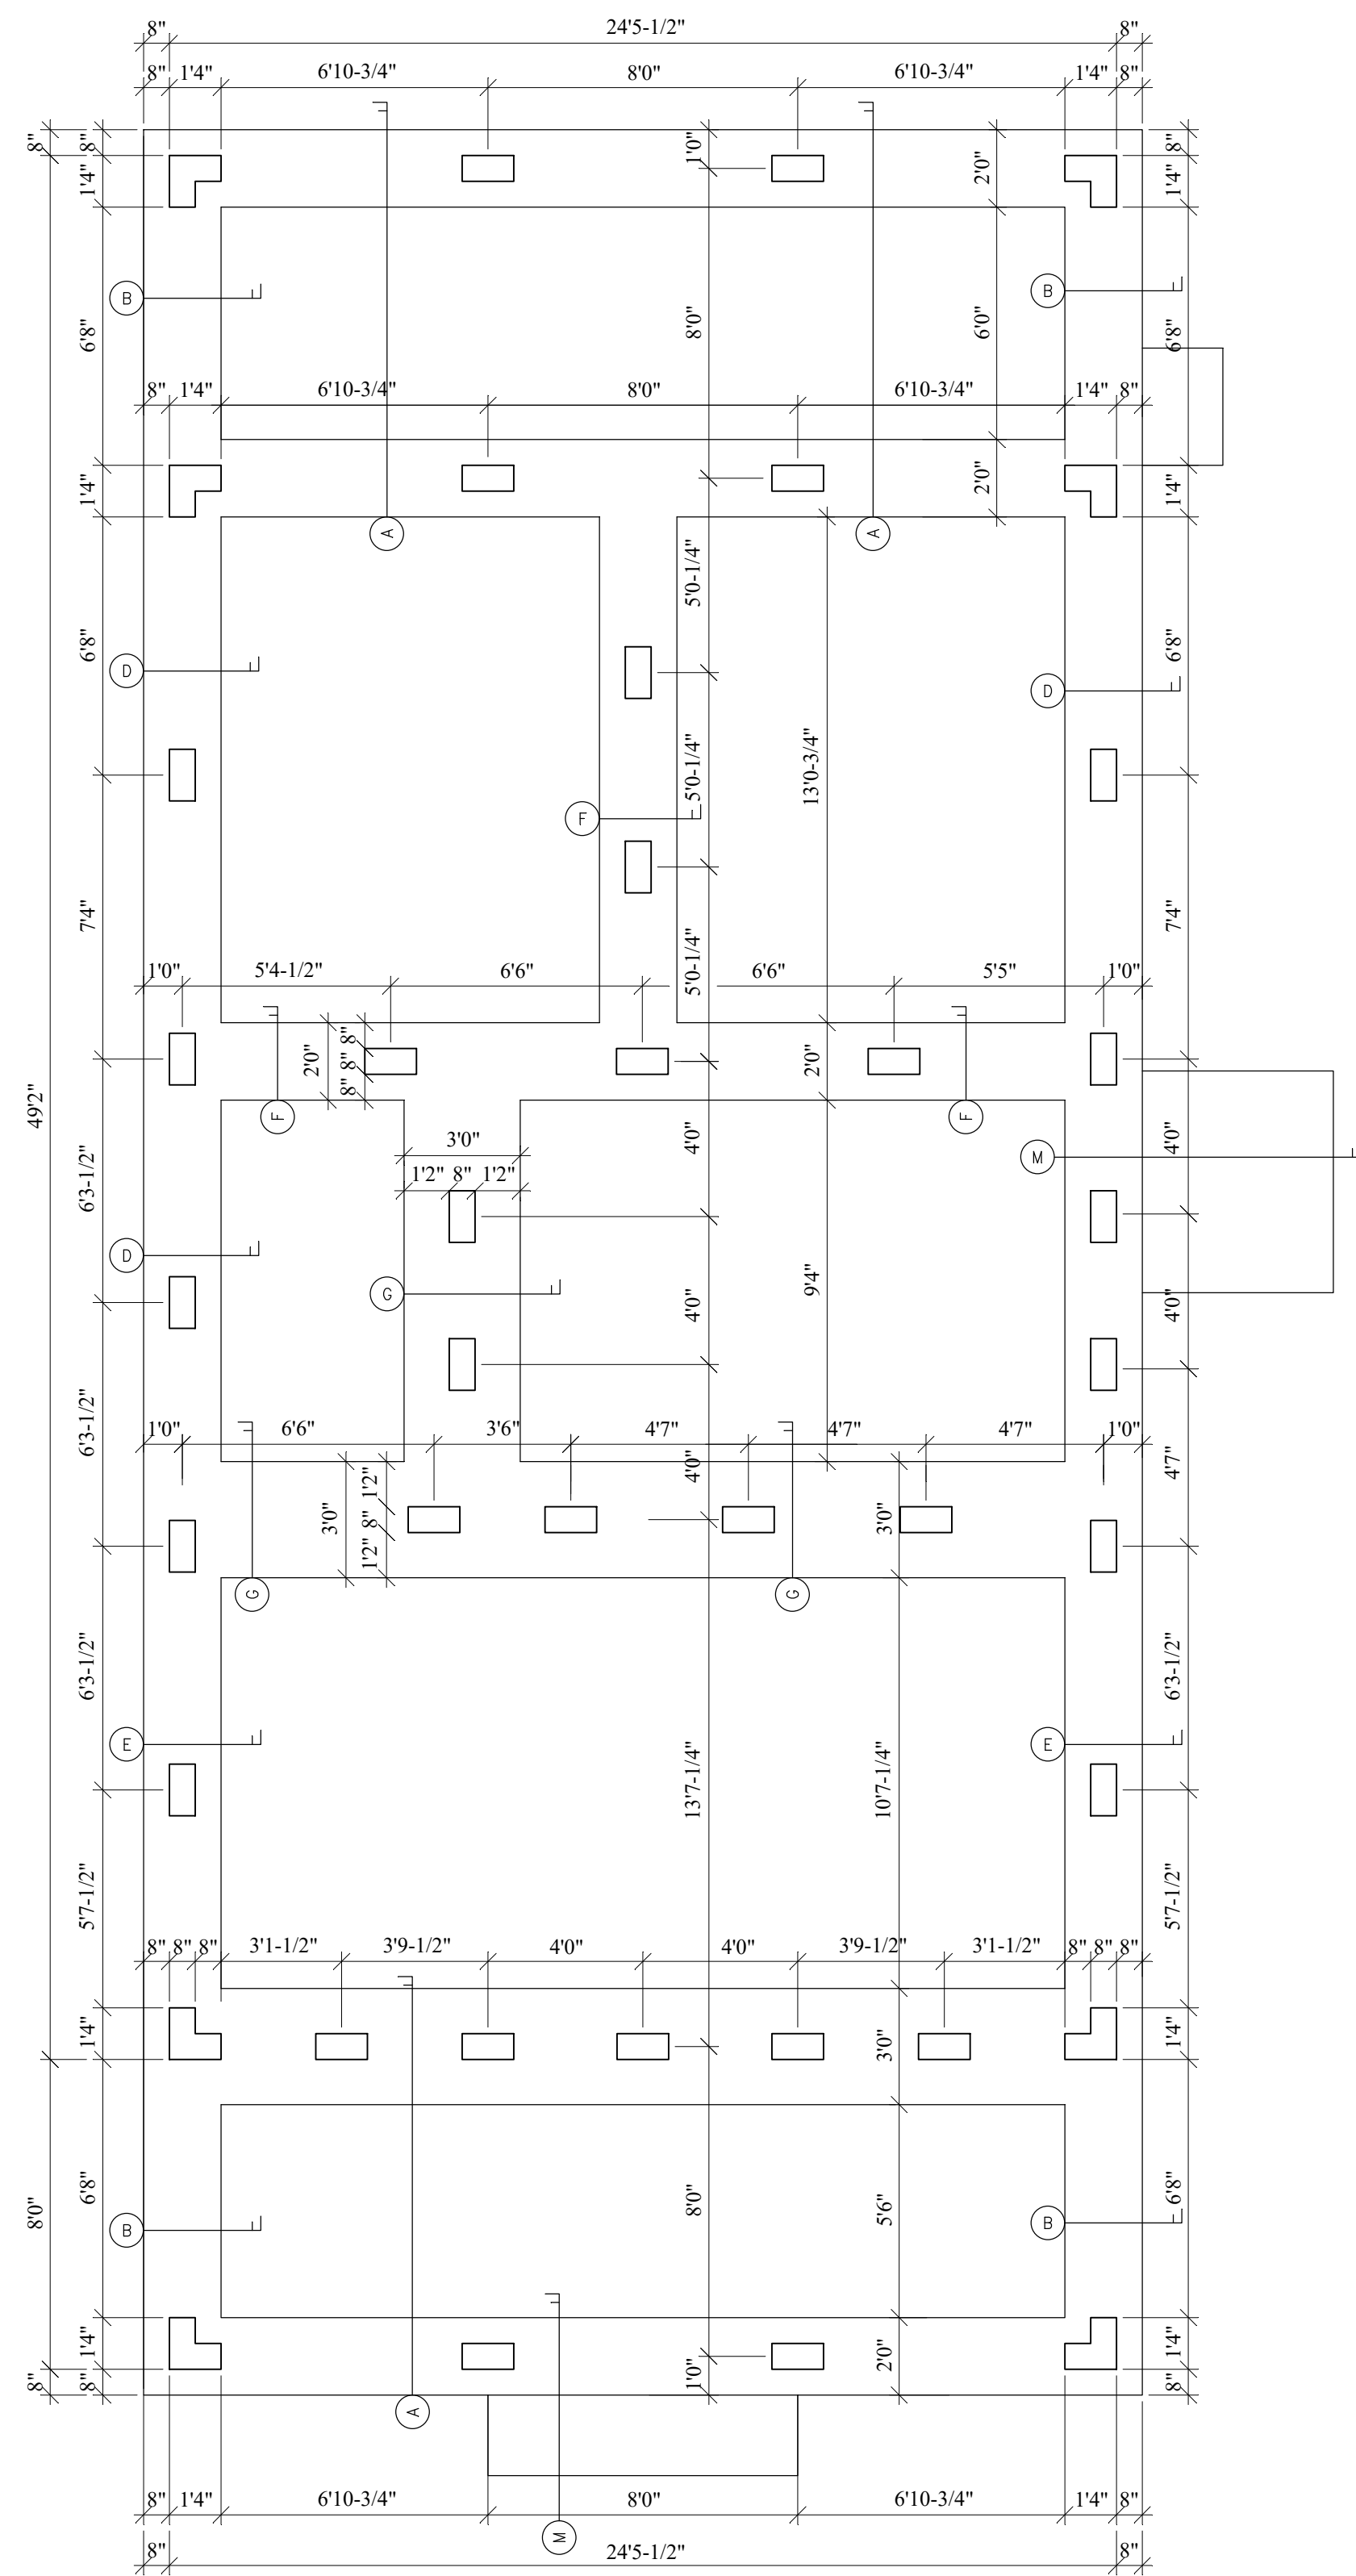 8" 24'5-1/2" 8"
8" 1'4" 6'10-3/4" 8'0" 6'10-3/4" 1'4" 8"
8" 8" 1'0" 8"
1'4" 2'0" 1'4"
B B
6'8" 8'0" 6'0" 6'8"
8" 1'4" 6'10-3/4" 8'0" 6'10-3/4" 1'4" 8"
1'4" 2'0" 1'4"
A A
5'0-1/4"
6'8" 6'8"
D D
5'0-1/4" 13'0-3/4"
F
7'4" 7'4"
5'0-1/4"
1'0" 5'4-1/2" 6'6" 6'6" 5'5" 1'0"
8"
2'0" 8" 2'0"
8"
49'2"
F F
4'0" 4'0"
3'0" M
6'3-1/2" 1'2" 8" 1'2"
D
G 4'0" 9'4" 4'0"
6'3-1/2"
1'0" 6'6" 3'6" 4'7" 4'7" 4'7" 1'0"
4'0" 4'7"
1'2"
3'0" 8" 3'0"
1'2"
G G
6'3-1/2" 6'3-1/2"
E E
13'7-1/4" 10'7-1/4"
5'7-1/2" 5'7-1/2"
8" 8" 8" 3'1-1/2" 3'9-1/2" 4'0" 4'0" 3'9-1/2" 3'1-1/2" 8" 8" 8"
1'4" 3'0" 1'4"
8'0" 6'8" 8'0" 5'6" 6'8"
B B
1'4" 2'0" 1'4"
8" 8" 1'0" 8"
A
8" 1'4" 6'10-3/4" 8'0" 6'10-3/4" 1'4" 8"
M
8" 24'5-1/2" 8"